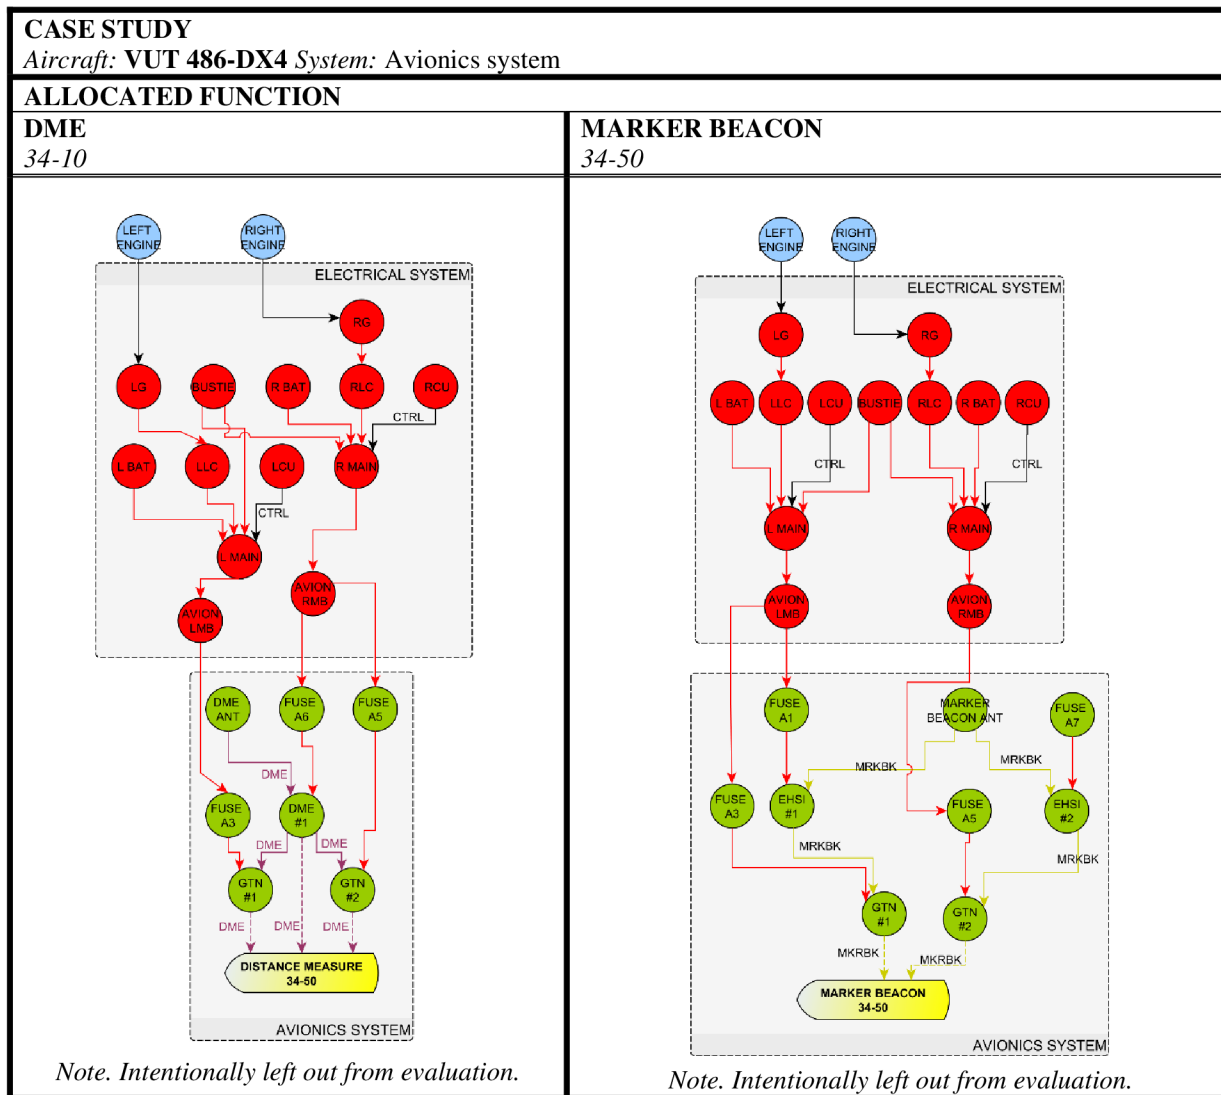 CASE STUDY
Aircraft: VUT 486-DX4 System: Avionics system
ALLOCATED FUNCTION
DME
34-10
LEFT
ENGINE
RIGHT
ENGINE
ELECTRICAL SYSTEM
RG
LG
BUSTIE
R BAT
RLC
RCU
CTRL
L BAT
LLC
LCU
R MAIN
CTRL
L MAIN
AVION
RMB
AVION
LMB
DME
ANT
FUSE
A6
FUSE
A5
DME
FUSE
A3
DME
#1
DME
DME
GTN
#1
GTN
#2
DME
DME
DME
DISTANCE MEASURE
34-50
AVIONICS SYSTEM
Note. Intentionally left out from evaluation.
MARKER BEACON
34-50
LEFT
ENGINE
RIGHT
ENGINE
ELECTRICAL SYSTEM
LG
RG
L BAT
LLC
LCU
BUSTIE
RLC
R BAT
RCU
CTRL
CTRL
L MAIN
R MAIN
AVION
LMB
AVION
RMB
FUSE
A1
MARKER
BEACON ANT
FUSE
A7
MRKBK
MRKBK
FUSE
A3
EHSI
#1
FUSE
A5
EHSI
#2
MRKBK
MRKBK
GTN
#1
GTN
#2
MKRBK
MKRBK
MARKER BEACON
34-50
AVIONICS SYSTEM
Note. Intentionally left out from evaluation.